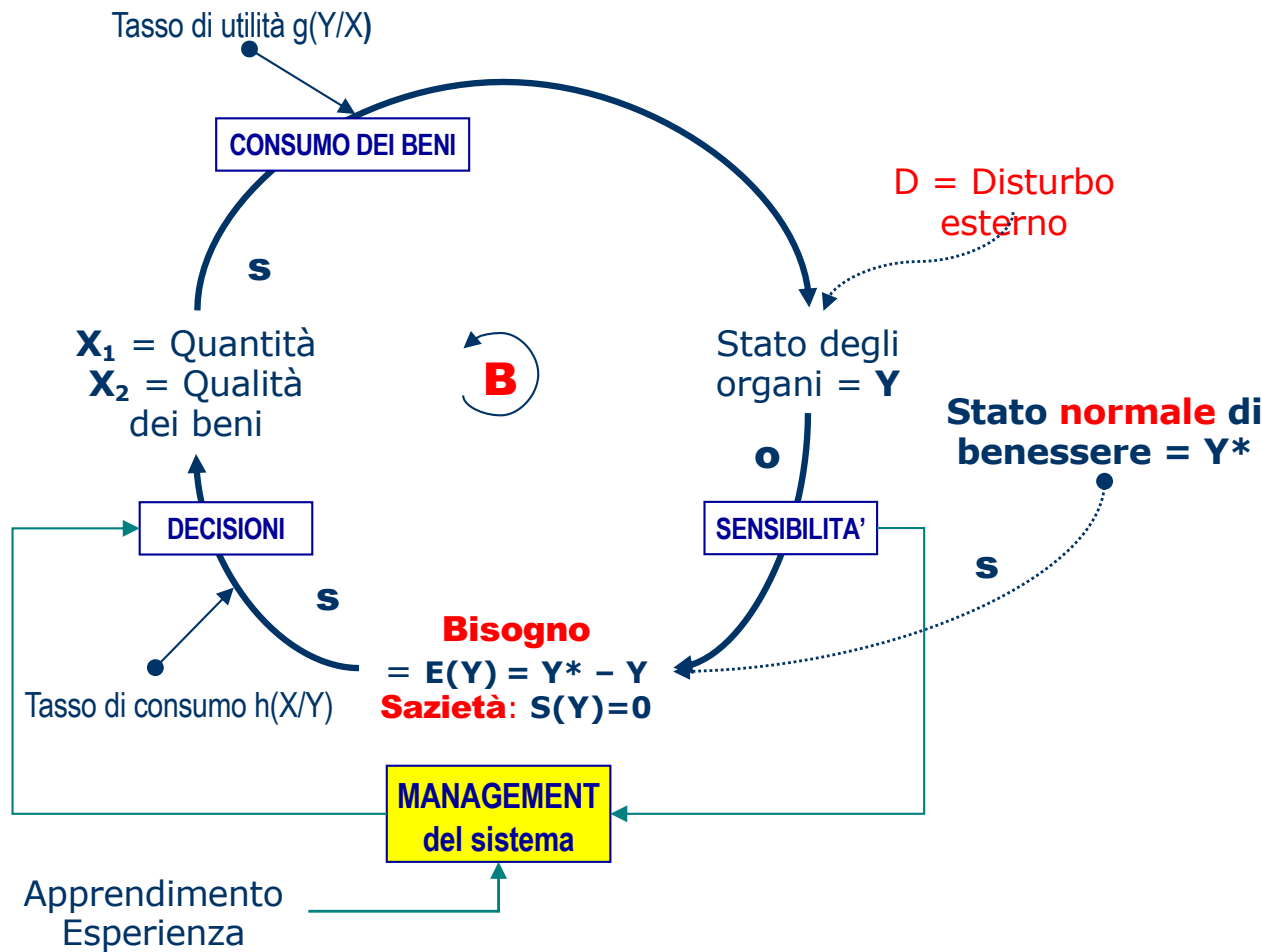 Tasso di utilità g(Y/X)
CONSUMO DEI BENI
D = Disturbo
esterno
s
X₁ = Quantità
X₂ = Qualità
dei beni
B
Stato degli
organi = Y
Stato normale di
benessere = Y*
o
DECISIONI
SENSIBILITA’
s
s
Bisogno
= E(Y) = Y* – Y
Sazietà: S(Y)=0
Tasso di consumo h(X/Y)
MANAGEMENT
del sistema
Apprendimento
Esperienza